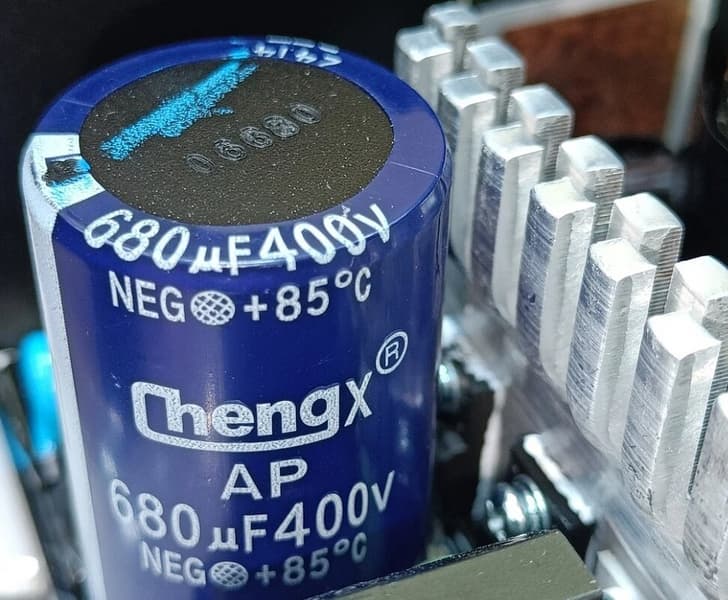 680µF400V
NEG +85°C
Chengx®
AP
680µF400V
NEG +85°C